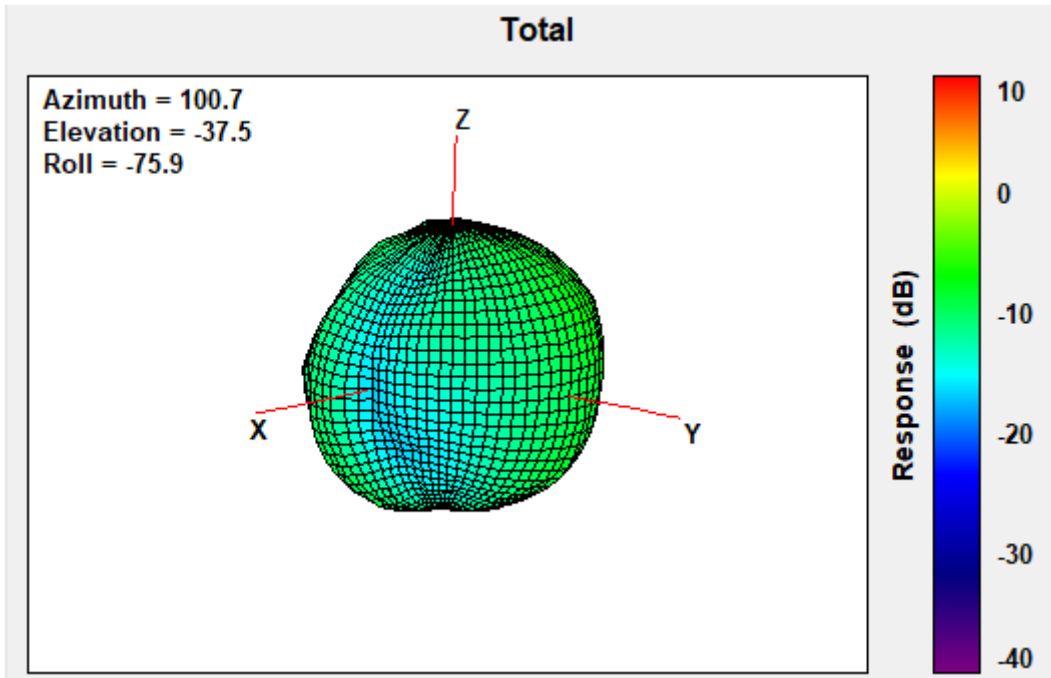 Total
Azimuth = 100.7
Elevation = -37.5
Roll = -75.9
Z
X
Y
10
0
-10
-20
-30
-40
Response (dB)